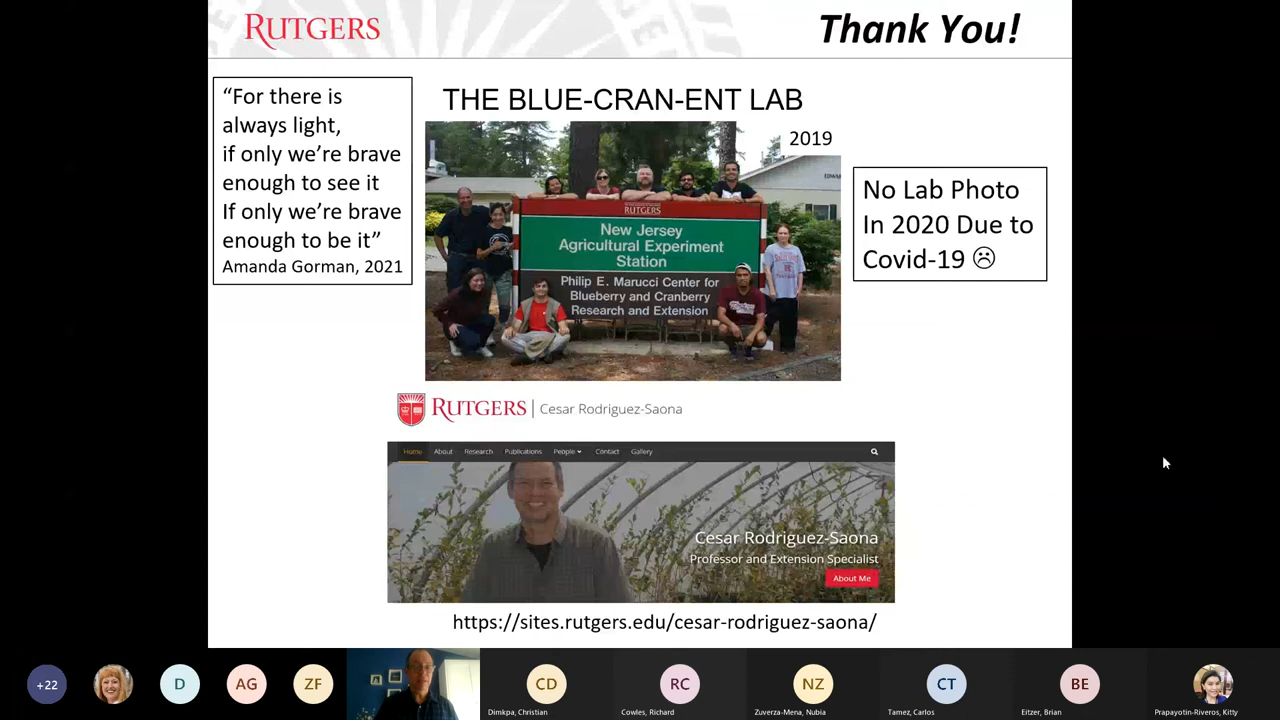 RUTGERS
Thank You!
“For there is
always light,
if only we’re brave
enough to see it
If only we’re brave
enough to be it”
Amanda Gorman, 2021
THE BLUE-CRAN-ENT LAB
2019
RUTGERS
New Jersey
Agricultural Experiment
Station
Philip E. Marucci Center for
Blueberry and Cranberry
Research and Extension
No Lab Photo
In 2020 Due to
Covid-19 ☹
RUTGERS | Cesar Rodriguez-Saona
Home About Research Publications People Contact Gallery
Cesar Rodriguez-Saona
Professor and Extension Specialist
About Me
https://sites.rutgers.edu/cesar-rodriguez-saona/
+22
D
AG
ZF
CD
Dimkpa, Christian
RC
Cowles, Richard
NZ
Zuverza-Mena, Nubia
CT
Tamez, Carlos
BE
Eitzer, Brian
Prapayotin-Riveros, Kitty